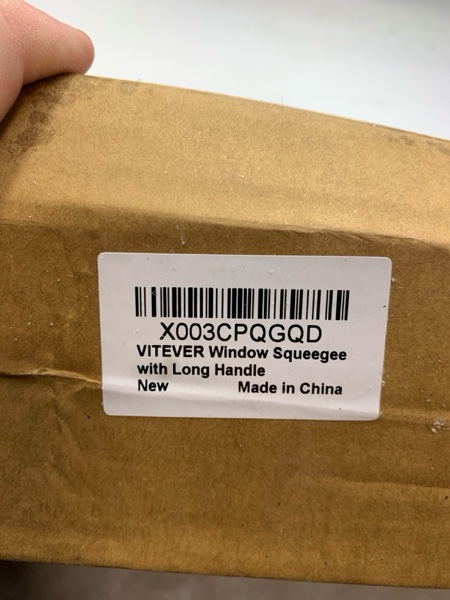 X003CPQGQD
VITEVER Window Squeegee
with Long Handle
New Made in China